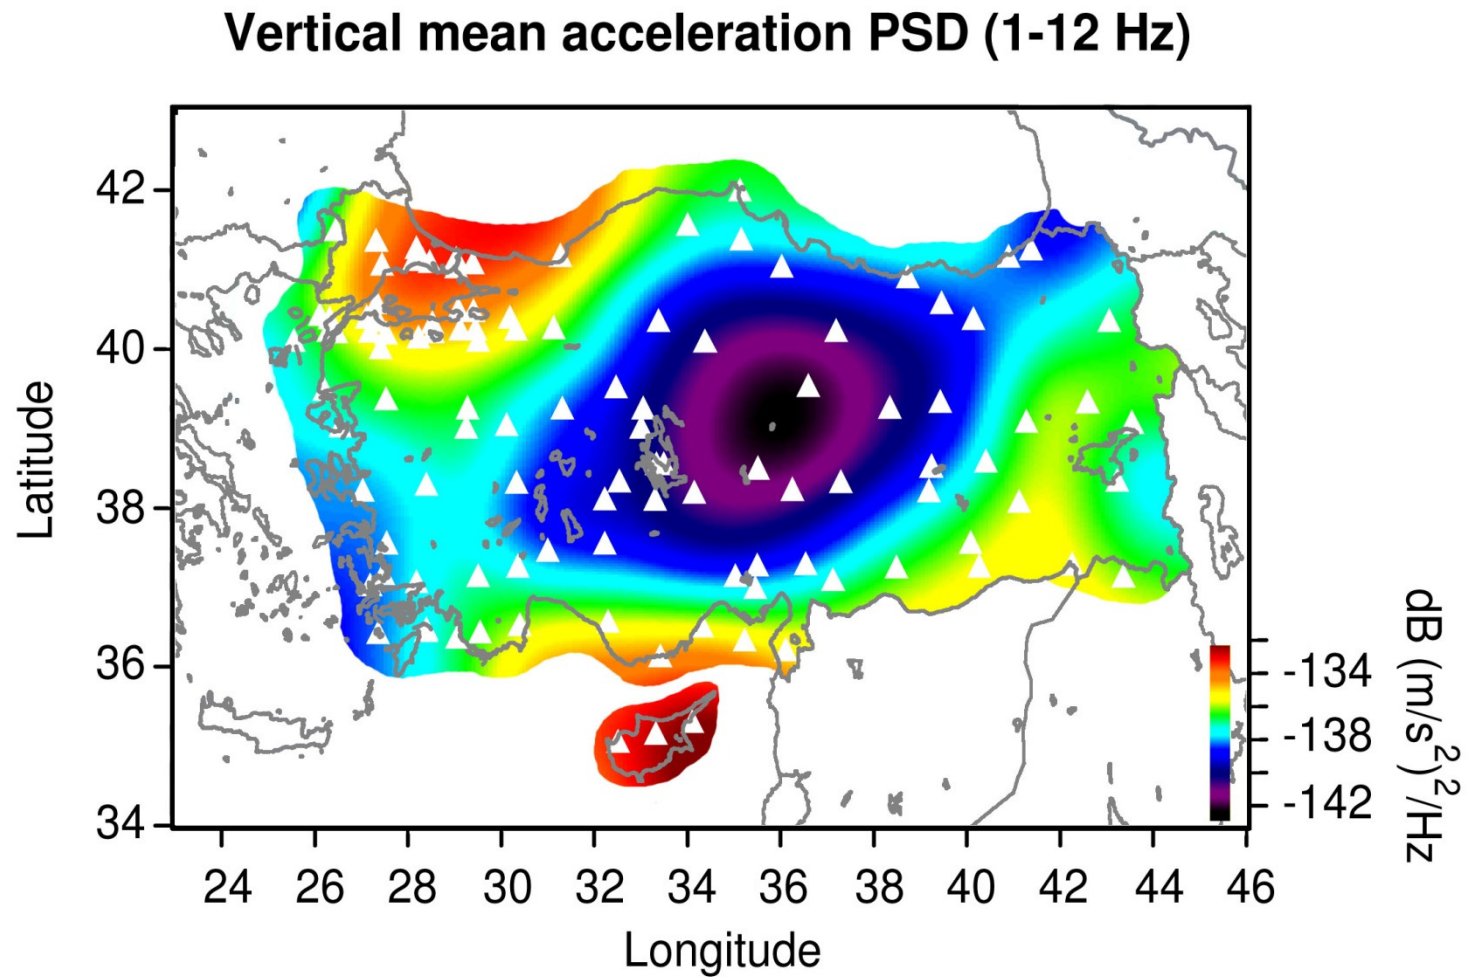 Vertical mean acceleration PSD (1-12 Hz)
42
40
38
36
34
Latitude
24 26 28 30 32 34 36 38 40 42 44 46
Longitude
-134
-138
-142
dB (m/s²)²/Hz